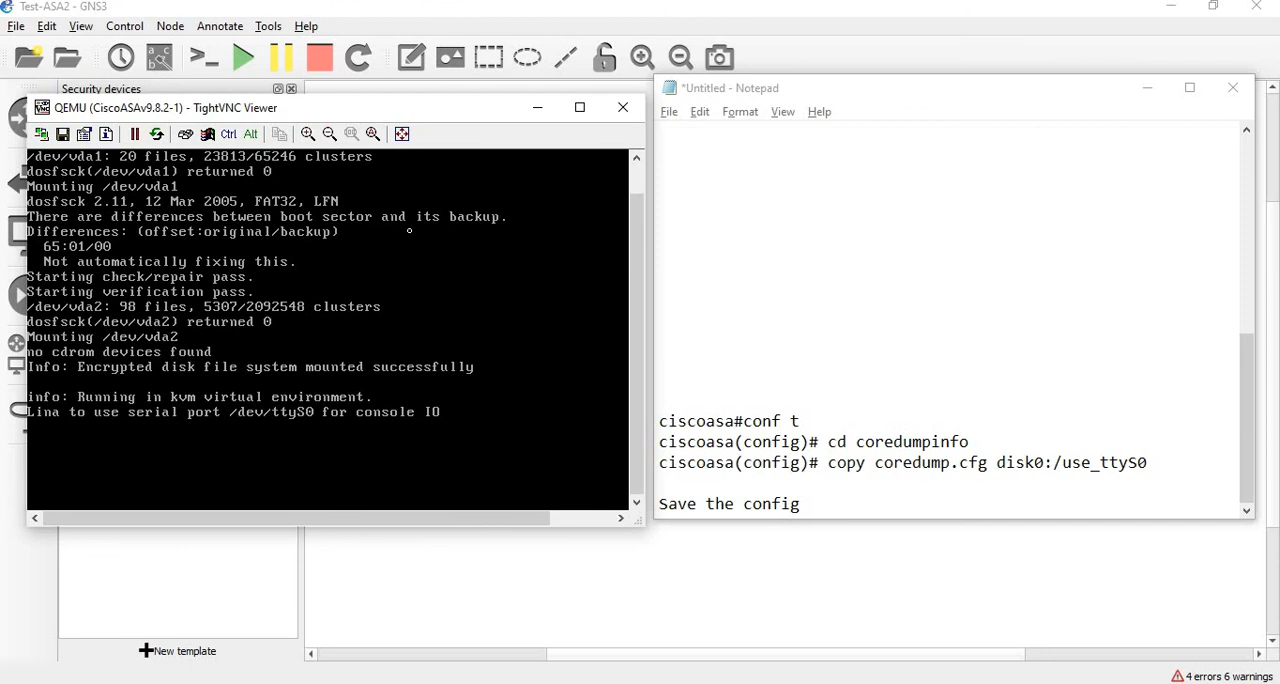 Test-ASA2 - GNS3
File Edit View Control Node Annotate Tools Help
Security devices
QEMU (CiscoASAv9.8.2-1) - TightVNC Viewer
Ctrl Alt
/dev/vda1: 20 files, 23813/65246 clusters
dosfsck(/dev/vda1) returned 0
Mounting /dev/vda1
dosfsck 2.11, 12 Mar 2005, FAT32, LFN
There are differences between boot sector and its backup.
Differences: (offset:original/backup)
65:01/00
Not automatically fixing this.
Starting check/repair pass.
Starting verification pass.
/dev/vda2: 98 files, 5307/2092548 clusters
dosfsck(/dev/vda2) returned 0
Mounting /dev/vda2
no cdrom devices found
Info: Encrypted disk file system mounted successfully
info: Running in kvm virtual environment.
Lina to use serial port /dev/ttyS0 for console IO
*Untitled - Notepad
File Edit Format View Help
ciscoasa#conf t
ciscoasa(config)# cd coredumpinfo
ciscoasa(config)# copy coredump.cfg disk0:/use_ttyS0
Save the config
New template
4 errors 6 warnings